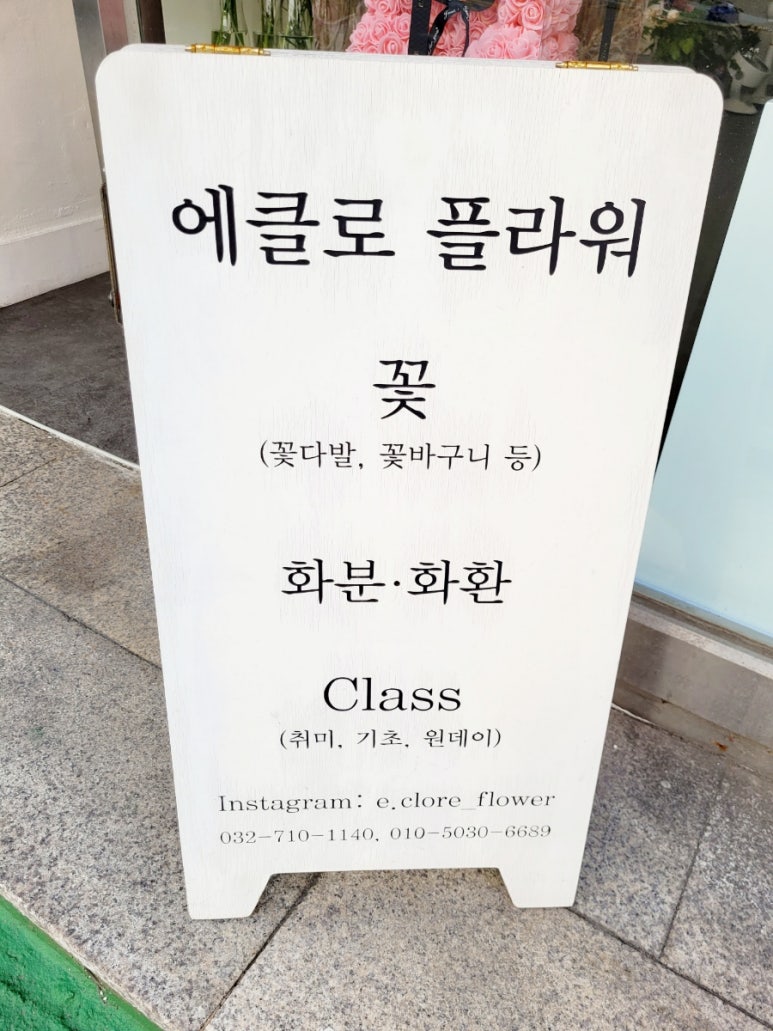 에클로 플라워
꽃
(꽃다발, 꽃바구니 등)
화분·화환
Class
(취미, 기초, 원데이)
Instagram: e.clore_flower
032-710-1140, 010-5030-6689